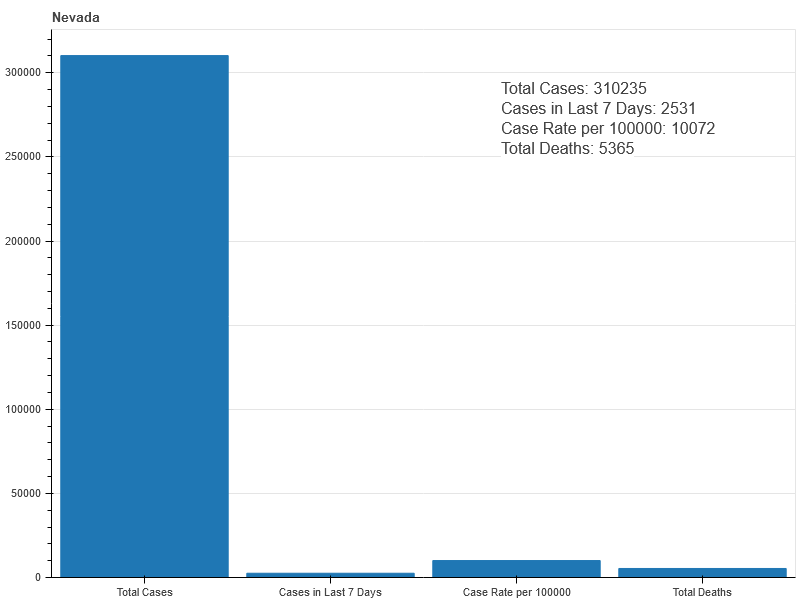 Nevada
300000
250000
200000
150000
100000
50000
0
Total Cases: 310235
Cases in Last 7 Days: 2531
Case Rate per 100000: 10072
Total Deaths: 5365
Total Cases
Cases in Last 7 Days
Case Rate per 100000
Total Deaths